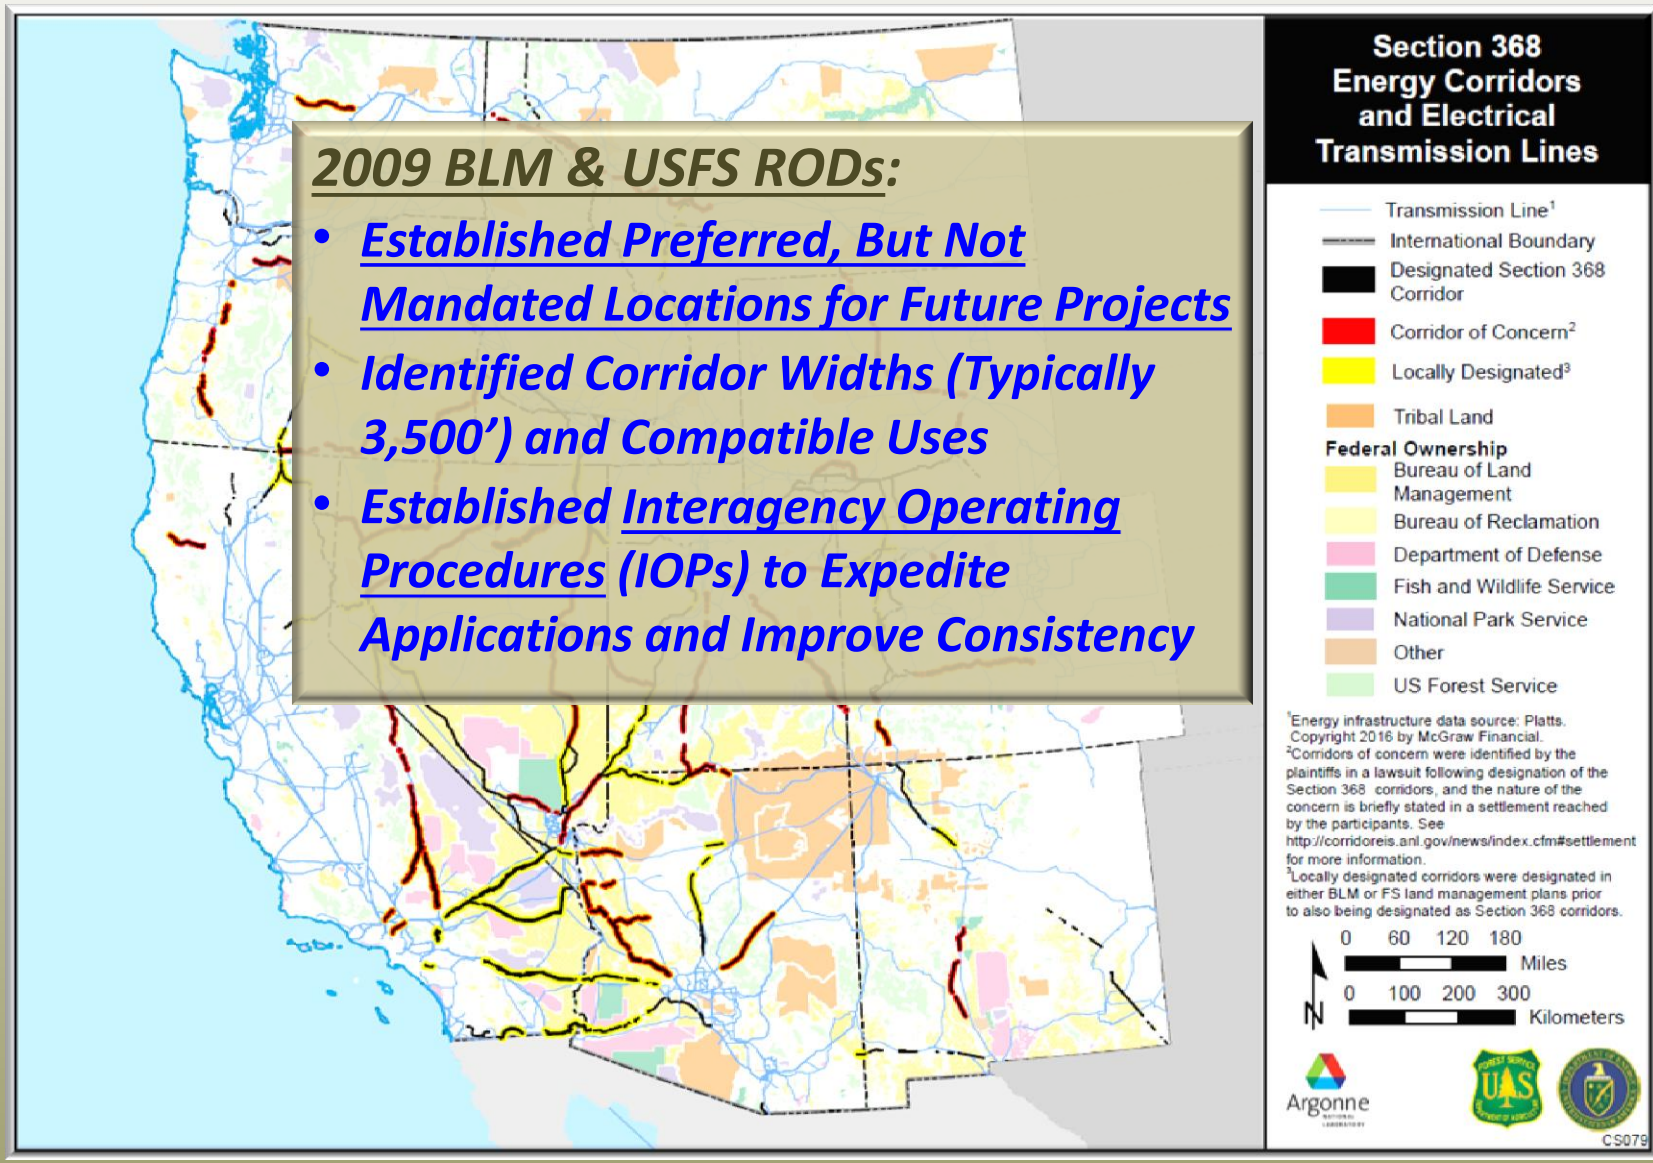 2009 BLM & USFS RODs:
• Established Preferred, But Not
Mandated Locations for Future Projects
• Identified Corridor Widths (Typically
3,500’) and Compatible Uses
• Established Interagency Operating
Procedures (IOPs) to Expedite
Applications and Improve Consistency
Section 368
Energy Corridors
and Electrical
Transmission Lines
Transmission Line¹
International Boundary
Designated Section 368
Corridor
Corridor of Concern²
Locally Designated³
Tribal Land
Federal Ownership
Bureau of Land
Management
Bureau of Reclamation
Department of Defense
Fish and Wildlife Service
National Park Service
Other
US Forest Service
¹Energy infrastructure data source: Platts.
Copyright 2016 by McGraw Financial.
²Corridors of concern were identified by the
plaintiffs in a lawsuit following designation of the
Section 368 corridors, and the nature of the
concern is briefly stated in a settlement reached
by the participants. See
http://corridoreis.anl.gov/news/index.cfm#settlement
for more information.
³Locally designated corridors were designated in
either BLM or FS land management plans prior
to also being designated as Section 368 corridors.
0 60 120 180
Miles
0 100 200 300
Kilometers
N
Argonne
NATIONAL
LABORATORY
FOREST SERVICE
UAS
DEPARTMENT OF AGRICULTURE
CS079